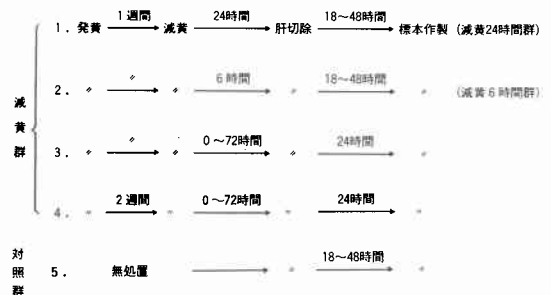 1週間 24時間 18～48時間
1. 発黄 減黄 肝切除 標本作製 (減黄24時間群)
〃 6時間 18～48時間
2. 〃 〃 〃 〃 (減黄6時間群)
減黄群
〃 0～72時間 24時間
3. 〃 〃 〃 〃
2週間 0～72時間 24時間
4. 〃 〃 〃 〃
対照群
18～48時間
5. 無処置 〃 〃